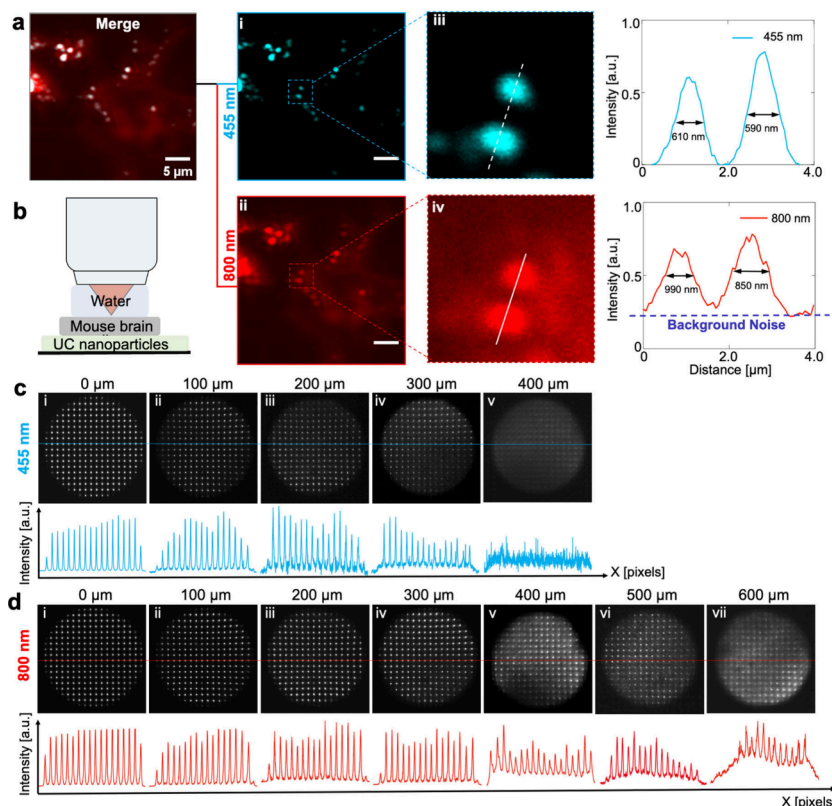 a
Merge
5 μm
455 nm
i
iii
Intensity [a.u.]
1.0
0.5
0
455 nm
610 nm
590 nm
0
2.0
4.0
b
Water
Mouse brain
UC nanoparticles
800 nm
ii
iv
Intensity [a.u.]
1.0
0.5
0
800 nm
990 nm
850 nm
Background Noise
0
2.0
4.0
Distance [μm]
c
0 μm
100 μm
200 μm
300 μm
400 μm
455 nm
i
ii
iii
iv
v
Intensity [a.u.]
X [pixels]
d
0 μm
100 μm
200 μm
300 μm
400 μm
500 μm
600 μm
800 nm
i
ii
iii
iv
v
vi
vii
Intensity [a.u.]
X [pixels]